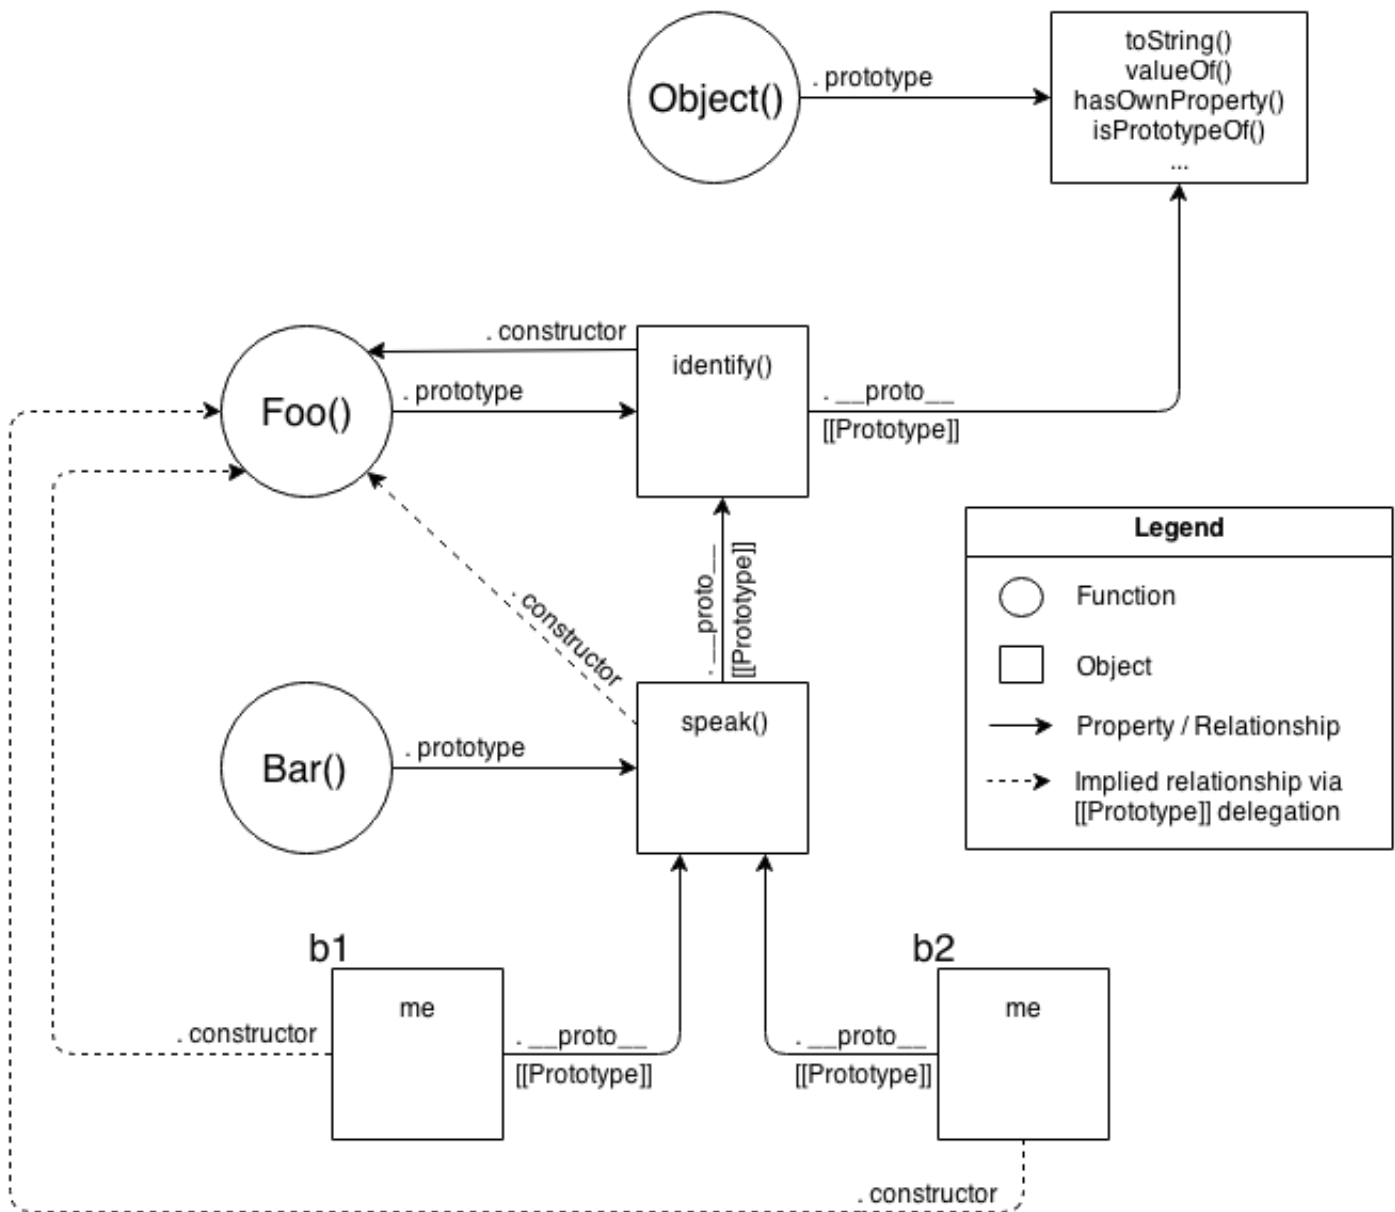 Object()
. prototype
toString()
valueOf()
hasOwnProperty()
isPrototypeOf()
...
. constructor
Foo()
. prototype
identify()
. __proto__
[[Prototype]]
. __proto__
[[Prototype]]
. constructor
Legend
Function
Object
Property / Relationship
Implied relationship via
[[Prototype]] delegation
Bar()
. prototype
speak()
b1
me
. constructor
. __proto__
[[Prototype]]
b2
me
. __proto__
[[Prototype]]
. constructor